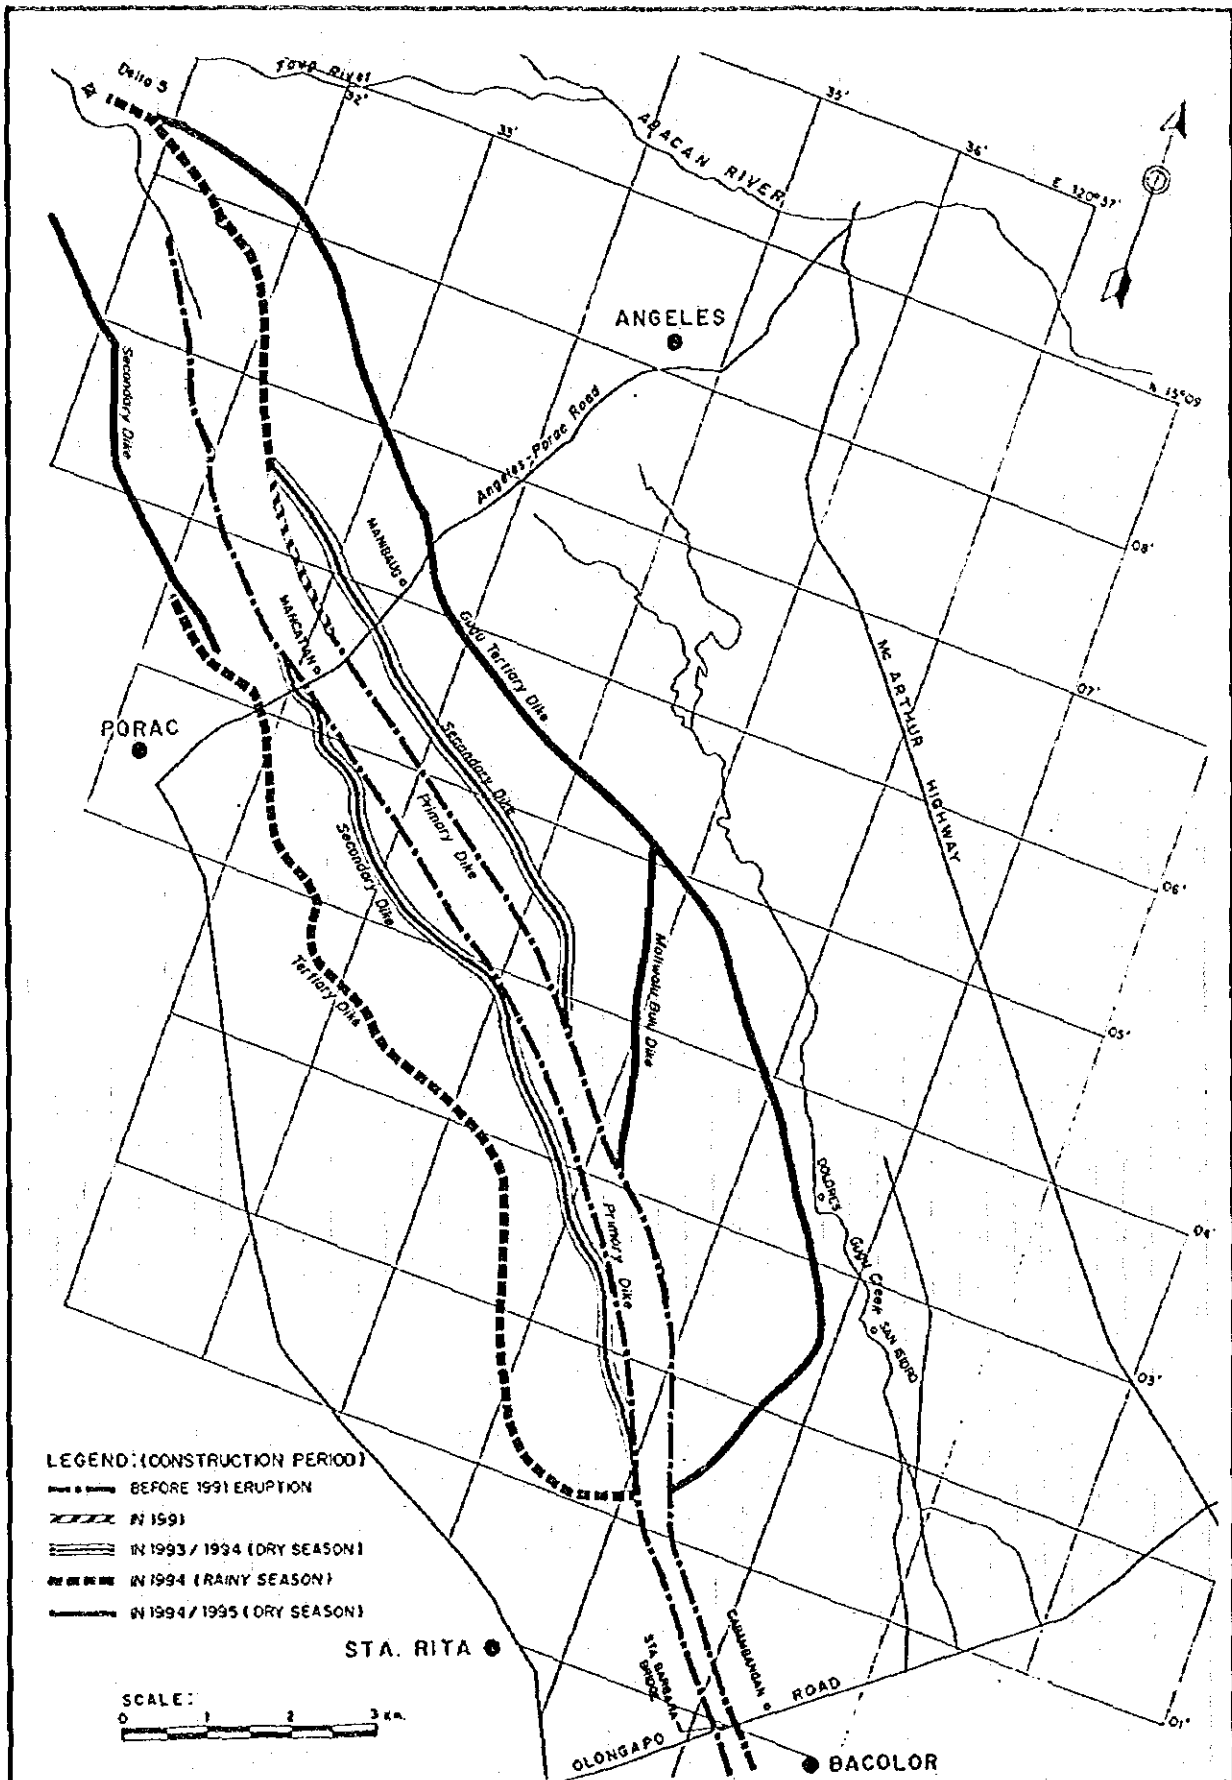 Delta 5
River
32'
33'
35'
36'
E 120°37'
ABACAN RIVER
ANGELES
N 15°09
Secondary Dike
Angeles-Porac Road
MANIBAUG
08'
MANCATIAN
Gugu Tertiary Dike
Mc ARTHUR HIGHWAY
07'
PORAC
Secondary Dike
Primary Dike
Secondary Dike
06'
Tertiary Dike
Dike
05'
DOLORES
04'
Primary Dike
Gugu Creek
SAN ISIDRO
03'
LEGEND:(CONSTRUCTION PERIOD)
BEFORE 1991 ERUPTION
IN 1991
IN 1993/1994 (DRY SEASON)
IN 1994 (RAINY SEASON)
IN 1994/1995 (DRY SEASON)
STA. RITA
STA. BARBARA
BRIDGE
CABAMBANGAN
SCALE:
0 1 2 3 Km.
OLONGAPO ROAD
01'
BACOLOR